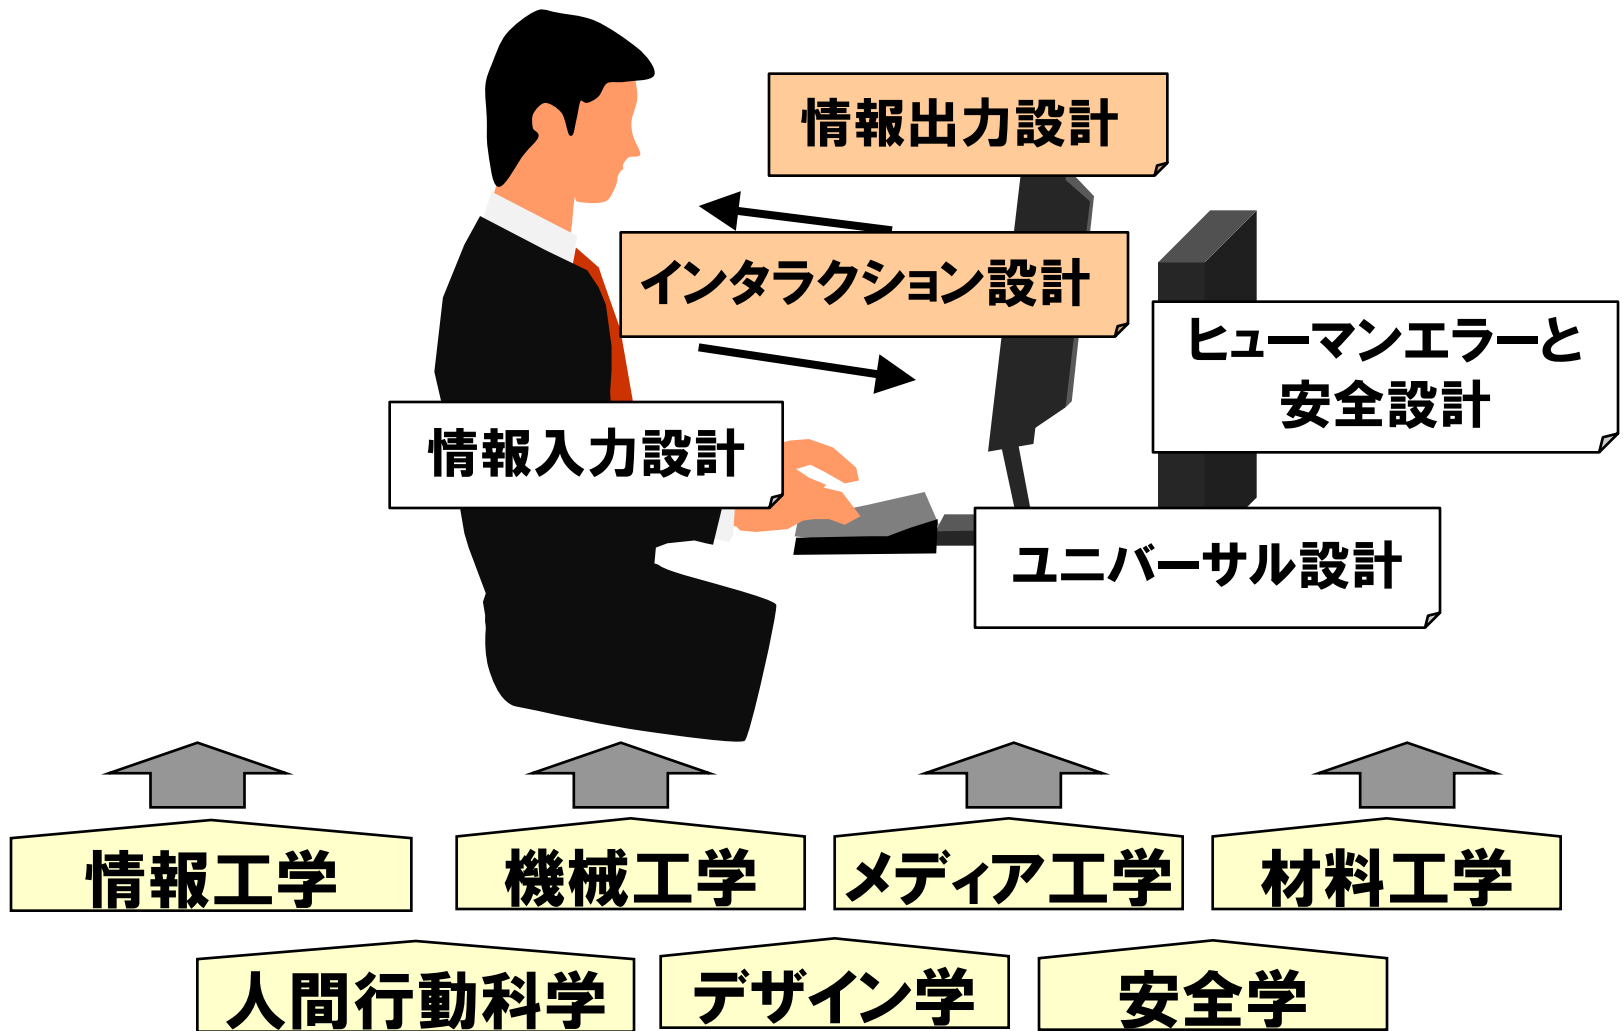 情報出力設計
インタラクション設計
ヒューマンエラーと
安全設計
情報入力設計
ユニバーサル設計
情報工学
機械工学
メディア工学
材料工学
人間行動科学
デザイン学
安全学